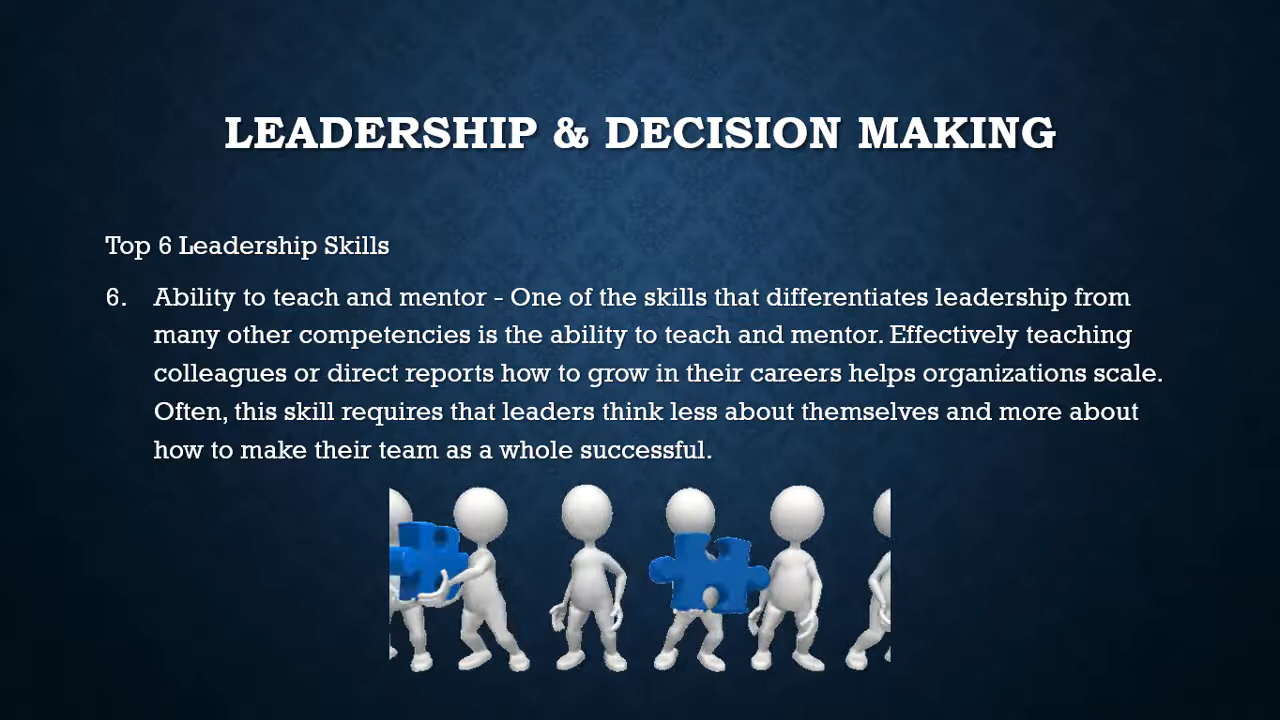 LEADERSHIP & DECISION MAKING
Top 6 Leadership Skills
6. Ability to teach and mentor - One of the skills that differentiates leadership from
many other competencies is the ability to teach and mentor. Effectively teaching
colleagues or direct reports how to grow in their careers helps organizations scale.
Often, this skill requires that leaders think less about themselves and more about
how to make their team as a whole successful.